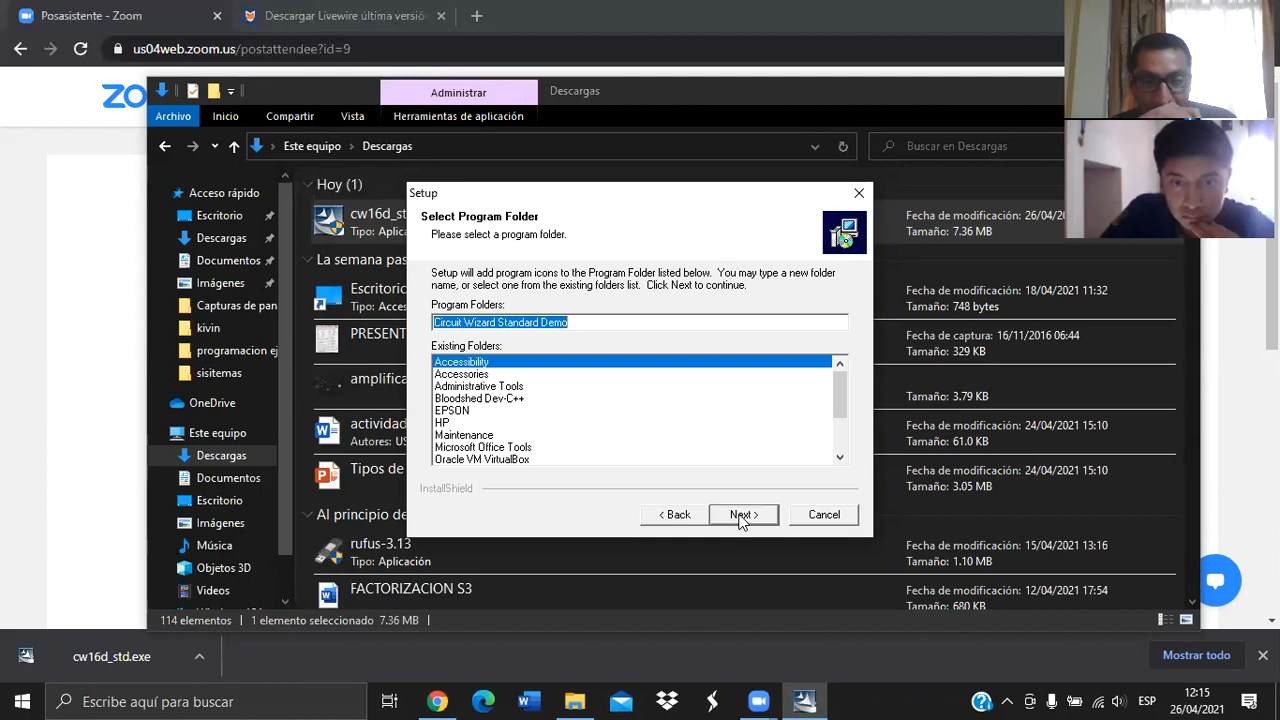 Posasistente - Zoom
Descargar Livewire última versión
us04web.zoom.us/postattendee?id=9
ZO
Administrar
Descargas
Archivo
Inicio
Compartir
Vista
Herramientas de aplicación
Este equipo
Descargas
Buscar en Descargas
Acceso rápido
Escritorio
Descargas
Documentos
Imágenes
Capturas de pan
kivin
programacion ej
sisitemas
OneDrive
Este equipo
Descargas
Documentos
Escritorio
Imágenes
Música
Objetos 3D
Videos
Hoy (1)
cw16d_st
Tipo: Aplica
Fecha de modificación: 26/04/
7.36 MB
La semana pas
Escritorio
Tipo: Acces
Fecha de modificación: 18/04/2021 11:32
Tamaño: 748 bytes
PRESENT
Fecha de captura: 16/11/2016 06:44
Tamaño: 329 KB
amplifica
Tamaño: 3.79 KB
actividad
Autores: US
Fecha de modificación: 24/04/2021 15:10
Tamaño: 61.0 KB
Tipos de
Fecha de modificación: 24/04/2021 15:10
Tamaño: 3.05 MB
Al principio de
rufus-3.13
Tipo: Aplicación
Fecha de modificación: 15/04/2021 13:16
Tamaño: 1.10 MB
FACTORIZACION S3
Fecha de modificación: 12/04/2021 17:54
Tamaño: 680 KB
Setup
Select Program Folder
Please select a program folder.
Setup will add program icons to the Program Folder listed below. You may type a new folder
name, or select one from the existing folders list. Click Next to continue.
Program Folders:
Circuit Wizard Standard Demo
Existing Folders:
Accessibility
Accessories
Administrative Tools
Bloodshed Dev-C++
EPSON
HP
Maintenance
Microsoft Office Tools
Oracle VM VirtualBox
InstallShield
< Back
Next >
Cancel
114 elementos
1 elemento seleccionado 7.36 MB
cw16d_std.exe
Mostrar todo
Escribe aquí para buscar
ESP
12:15
26/04/2021